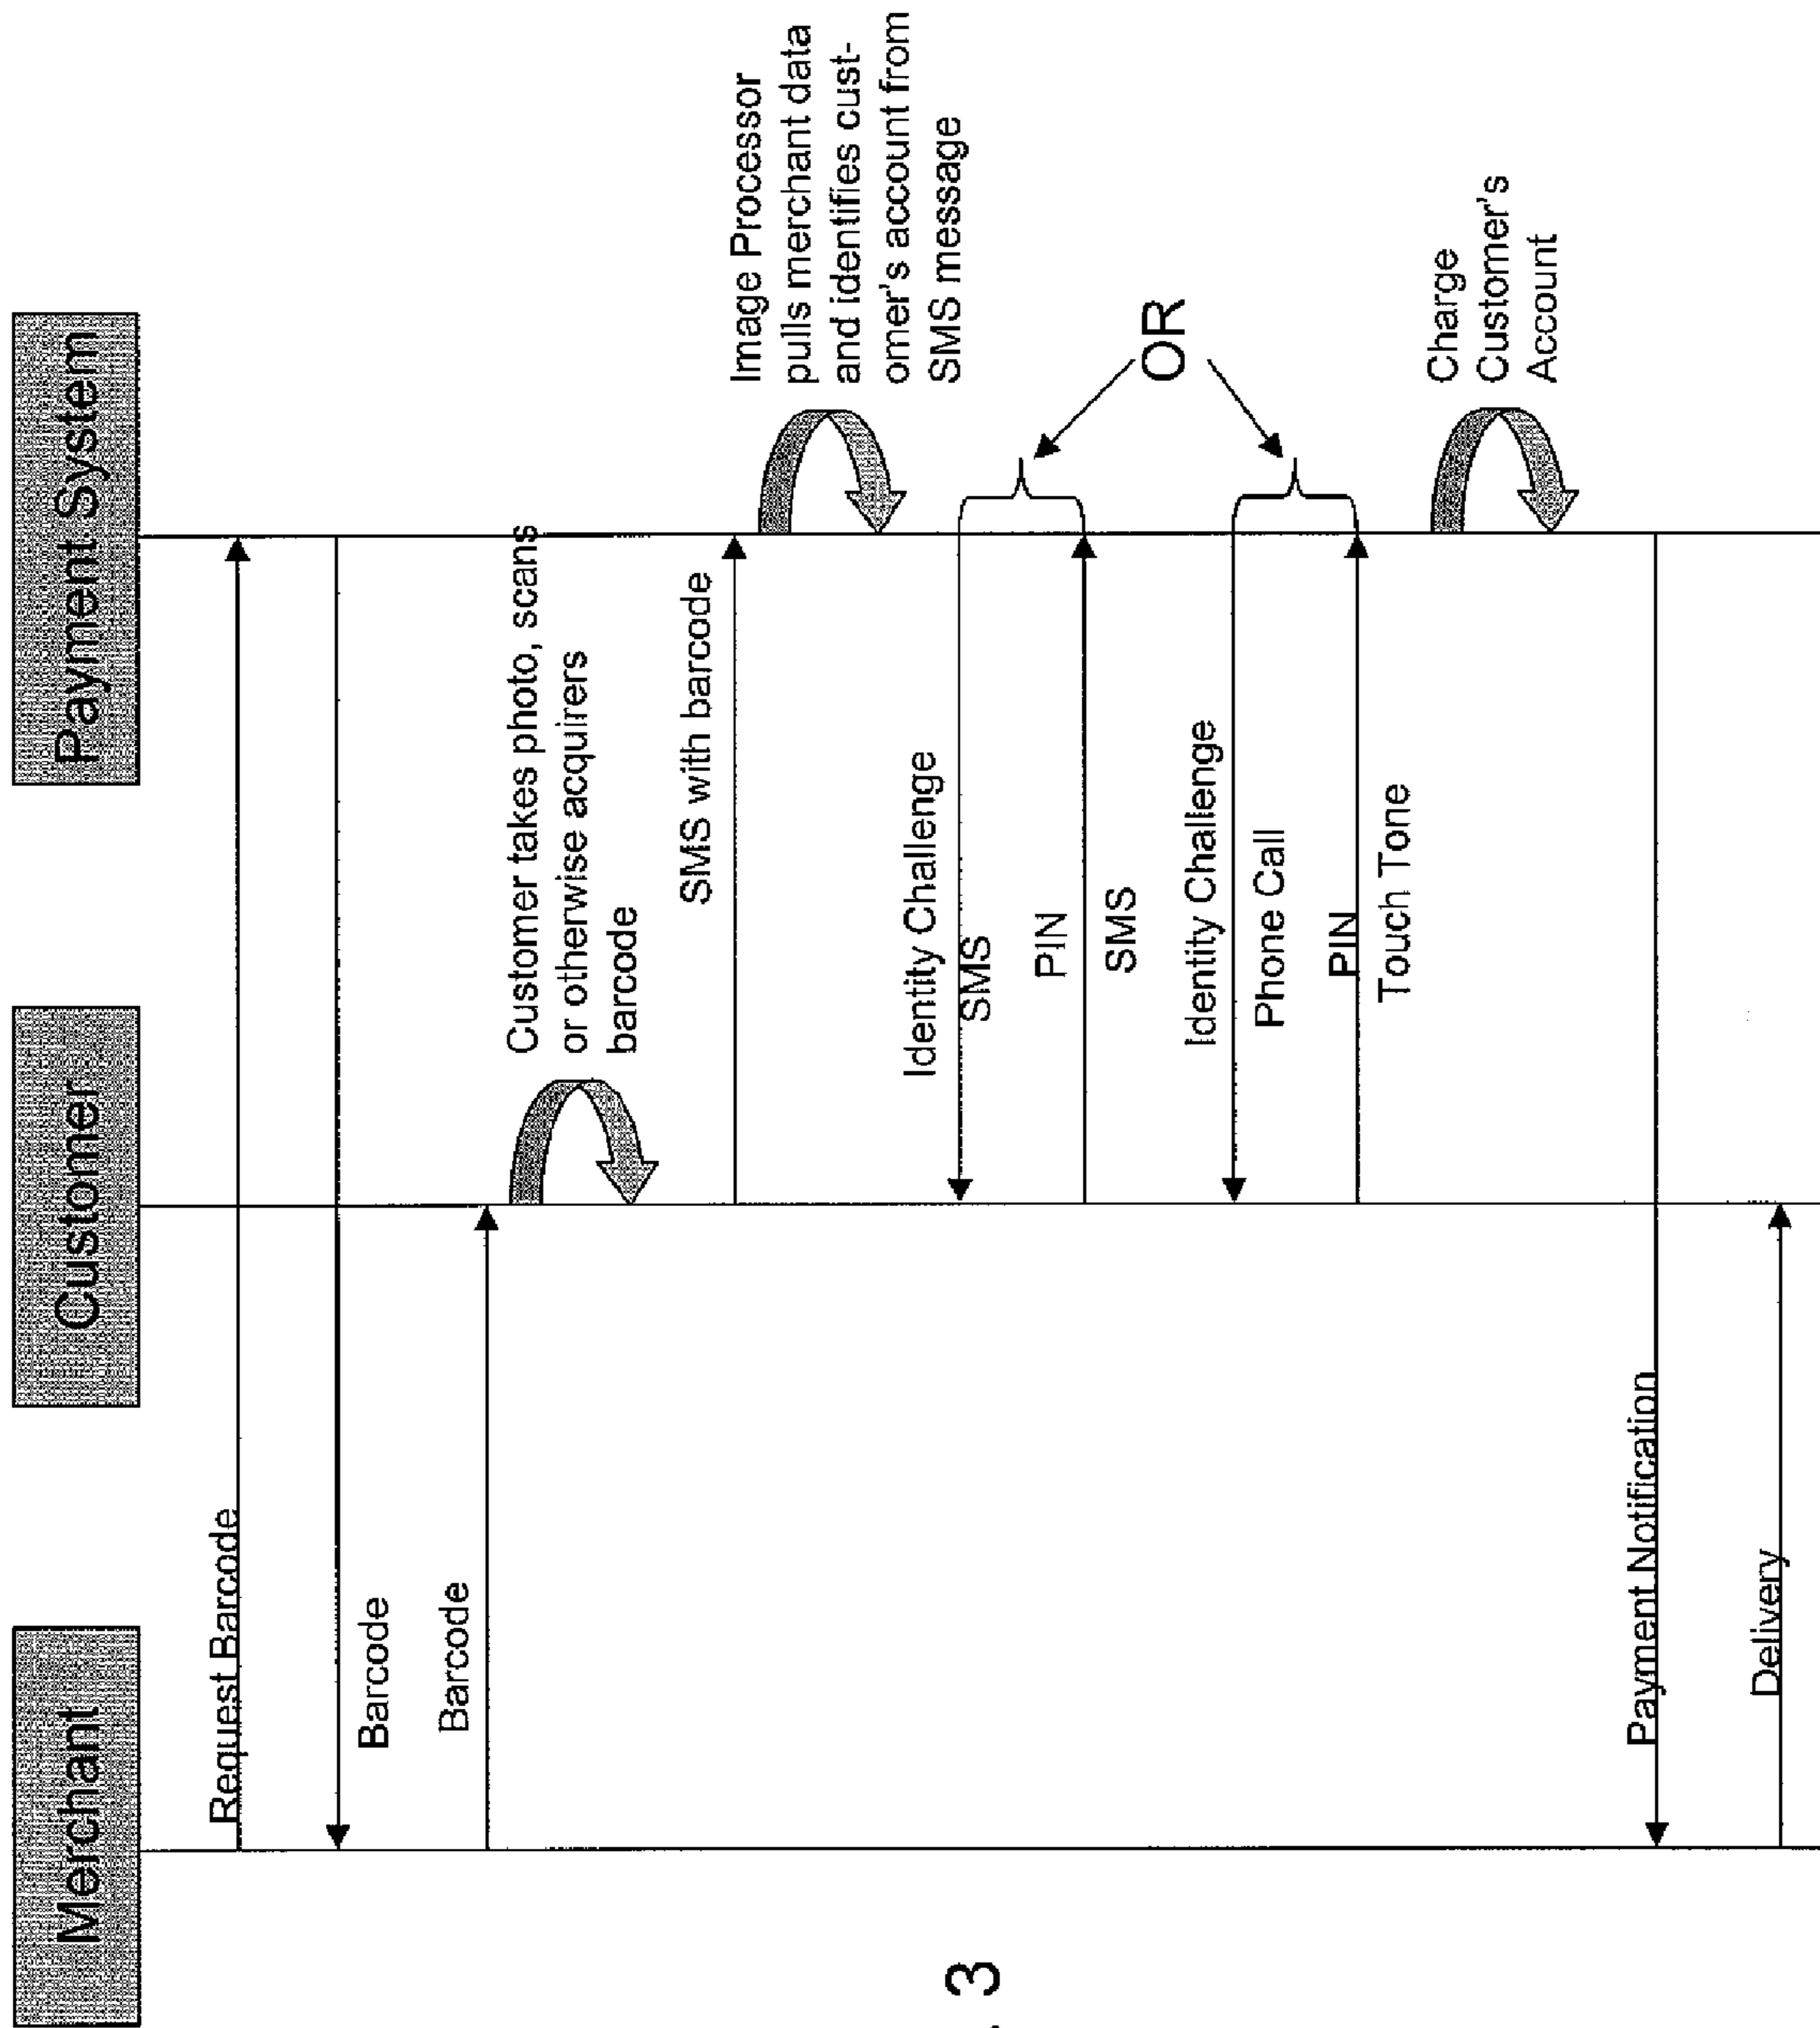 Merchant
Customer
Payment System
Request Barcode
Barcode
Barcode
Customer takes photo, scans
or otherwise acquirers
barcode
SMS with barcode
Image Processor
pulls merchant data
and identifies cust-
omer's account from
SMS message
Identity Challenge
SMS
PIN
SMS
OR
Identity Challenge
Phone Call
PIN
Touch Tone
Charge
Customer's
Account
Payment Notification
Delivery
3